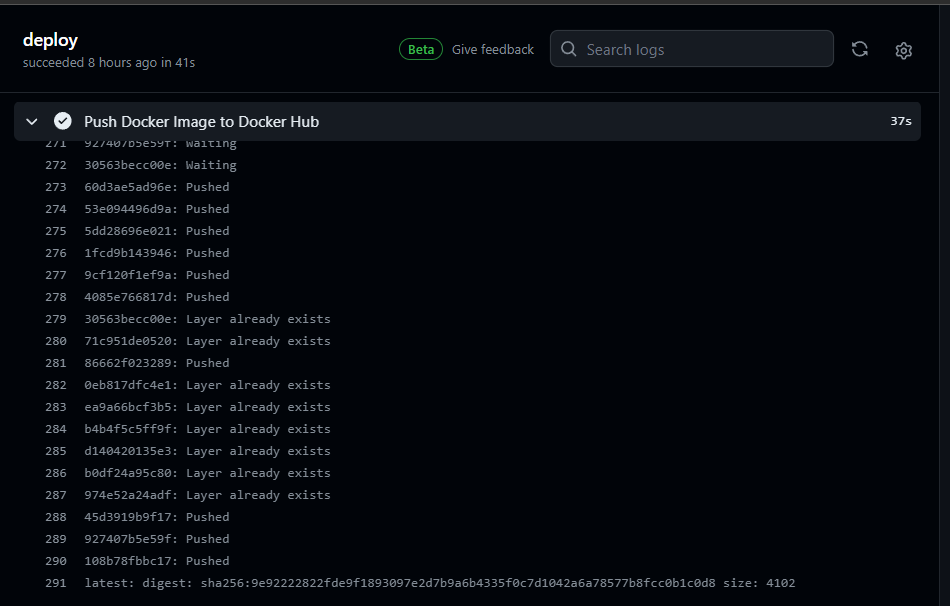 deploy
succeeded 8 hours ago in 41s
Beta Give feedback
Search logs
Push Docker Image to Docker Hub 37s
271 927407b5e59f: Waiting
272 30563becc00e: Waiting
273 60d3ae5ad96e: Pushed
274 53e094496d9a: Pushed
275 5dd28696e021: Pushed
276 1fcd9b143946: Pushed
277 9cf120f1ef9a: Pushed
278 4085e766817d: Pushed
279 30563becc00e: Layer already exists
280 71c951de0520: Layer already exists
281 86662f023289: Pushed
282 0eb817dfc4e1: Layer already exists
283 ea9a66bcf3b5: Layer already exists
284 b4b4f5c5ff9f: Layer already exists
285 d140420135e3: Layer already exists
286 b0df24a95c80: Layer already exists
287 974e52a24adf: Layer already exists
288 45d3919b9f17: Pushed
289 927407b5e59f: Pushed
290 108b78fbbc17: Pushed
291 latest: digest: sha256:9e92222822fde9f1893097e2d7b9a6b4335f0c7d1042a6a78577b8fcc0b1c0d8 size: 4102